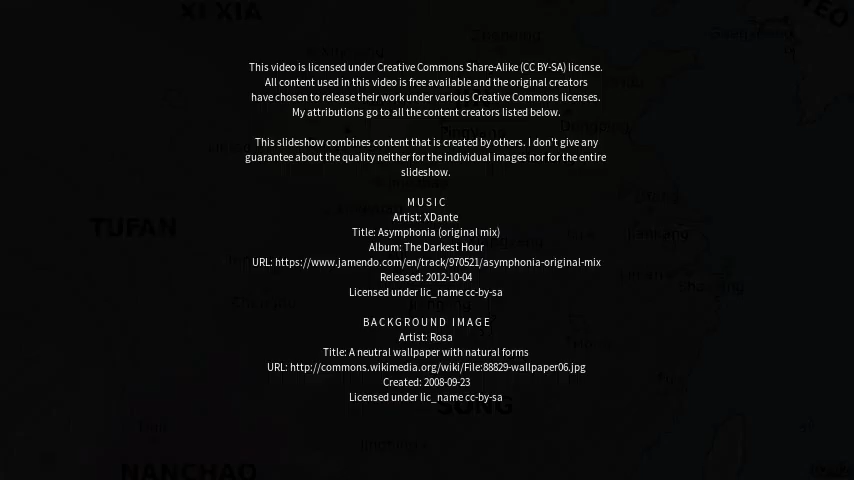 XI XIA
This video is licensed under Creative Commons Share-Alike (CC BY-SA) license.
All content used in this video is free available and the original creators
have chosen to release their work under various Creative Commons licenses.
My attributions go to all the content creators listed below.
This slideshow combines content that is created by others. I don't give any
guarantee about the quality neither for the individual images nor for the entire
slideshow.
MUSIC
Artist: XDante
Title: Asymphonia (original mix)
Album: The Darkest Hour
URL: https://www.jamendo.com/en/track/970521/asymphonia-original-mix
Released: 2012-10-04
Licensed under lic_name cc-by-sa
BACKGROUND IMAGE
Artist: Rosa
Title: A neutral wallpaper with natural forms
URL: http://commons.wikimedia.org/wiki/File:88829-wallpaper06.jpg
Created: 2008-09-23
Licensed under lic_name cc-by-sa
TUFAN
SUNG
NANCHAO